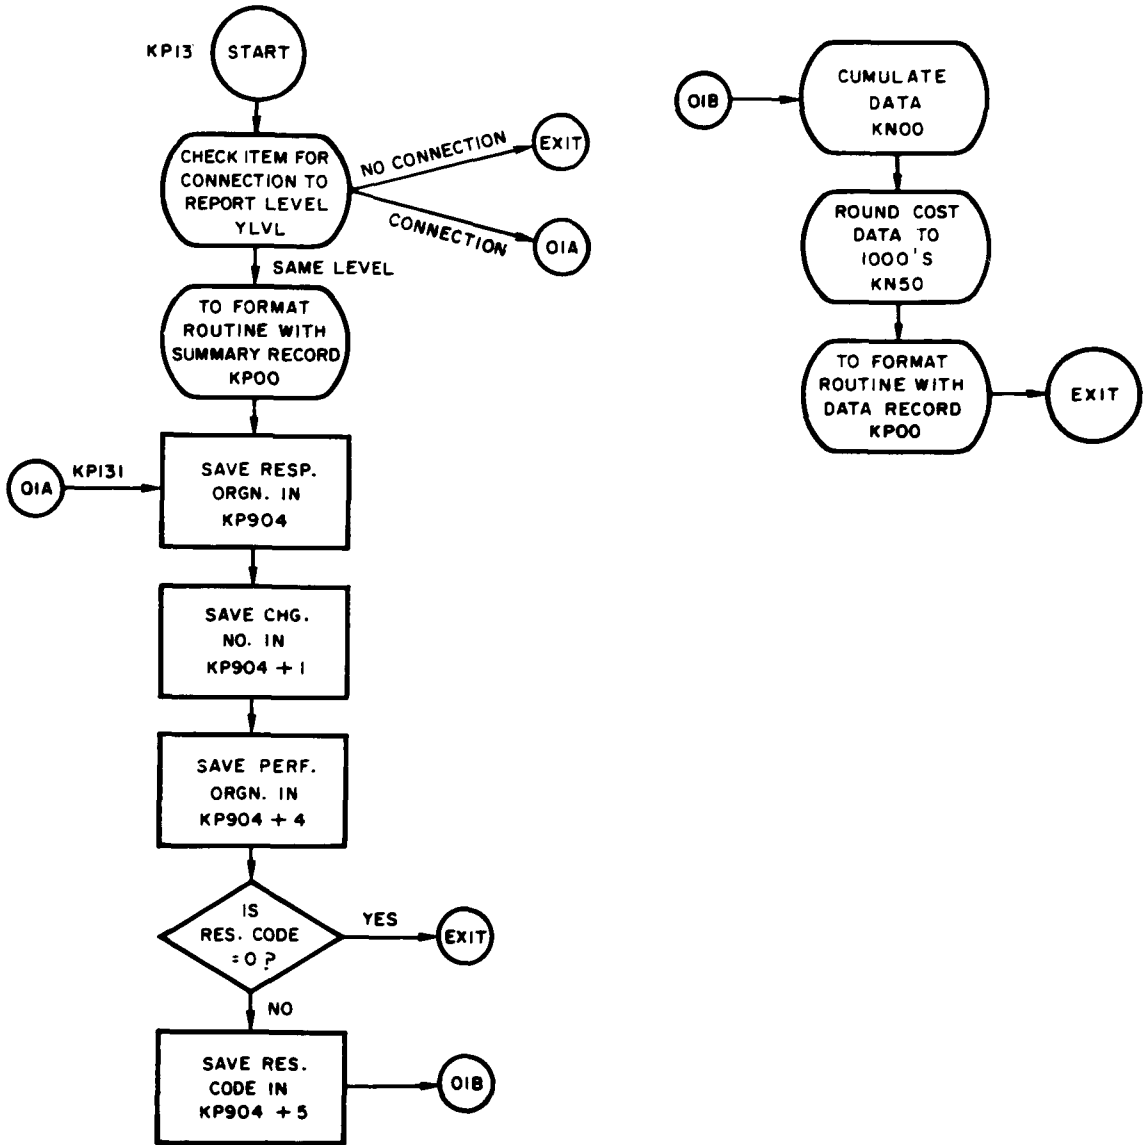 KP13
START
CHECK ITEM FOR
CONNECTION TO
REPORT LEVEL
YLVL
NO CONNECTION
EXIT
CONNECTION
01A
SAME LEVEL
TO FORMAT
ROUTINE WITH
SUMMARY RECORD
KP00
01A
KP131
SAVE RESP.
ORGN. IN
KP904
SAVE CHG.
NO. IN
KP904 + 1
SAVE PERF.
ORGN. IN
KP904 + 4
IS
RES. CODE
=0?
YES
EXIT
NO
SAVE RES.
CODE IN
KP904 + 5
01B
01B
CUMULATE
DATA
KN00
ROUND COST
DATA TO
1000'S
KN50
TO FORMAT
ROUTINE WITH
DATA RECORD
KP00
EXIT